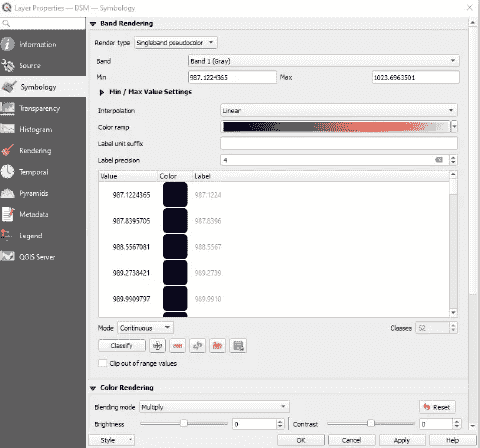 Layer Properties — DSM — Symbology
Information
Source
Symbology
Transparency
Histogram
Rendering
Temporal
Pyramids
Metadata
Legend
QGIS Server
Band Rendering
Render type Singleband pseudocolor
Band Band 1 (Gray)
Min 987.1224365 Max 1023.6963501
Min / Max Value Settings
Interpolation Linear
Color ramp
Label unit suffix
Label precision 4
Value Color Label
987.1224365 987.1224
987.8395705 987.8396
988.5567081 988.5567
989.2738421 989.2739
989.9909797 989.9910
Mode Continuous Classes 52
Classify
Clip out of range values
Color Rendering
Blending mode Multiply Reset
Brightness 0 Contrast 0
Style OK Cancel Apply Help